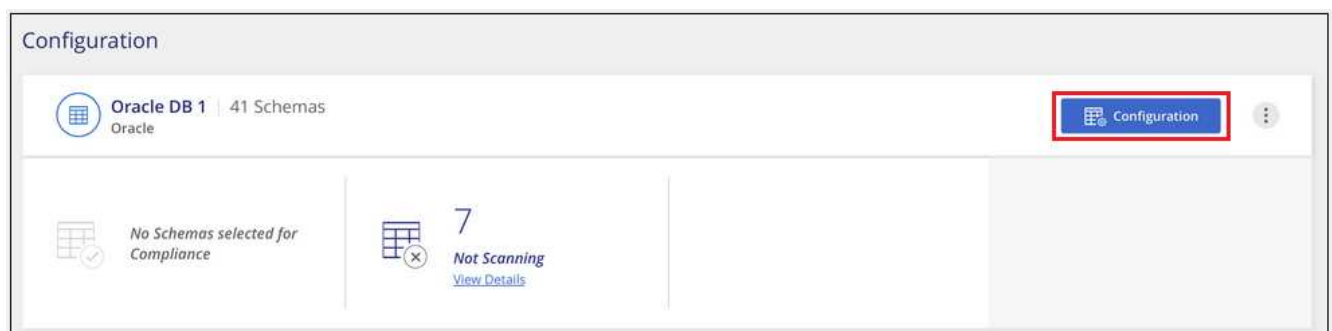 Configuration
Oracle DB 1 | 41 Schemas
Oracle
Configuration
No Schemas selected for
Compliance
7
Not Scanning
View Details